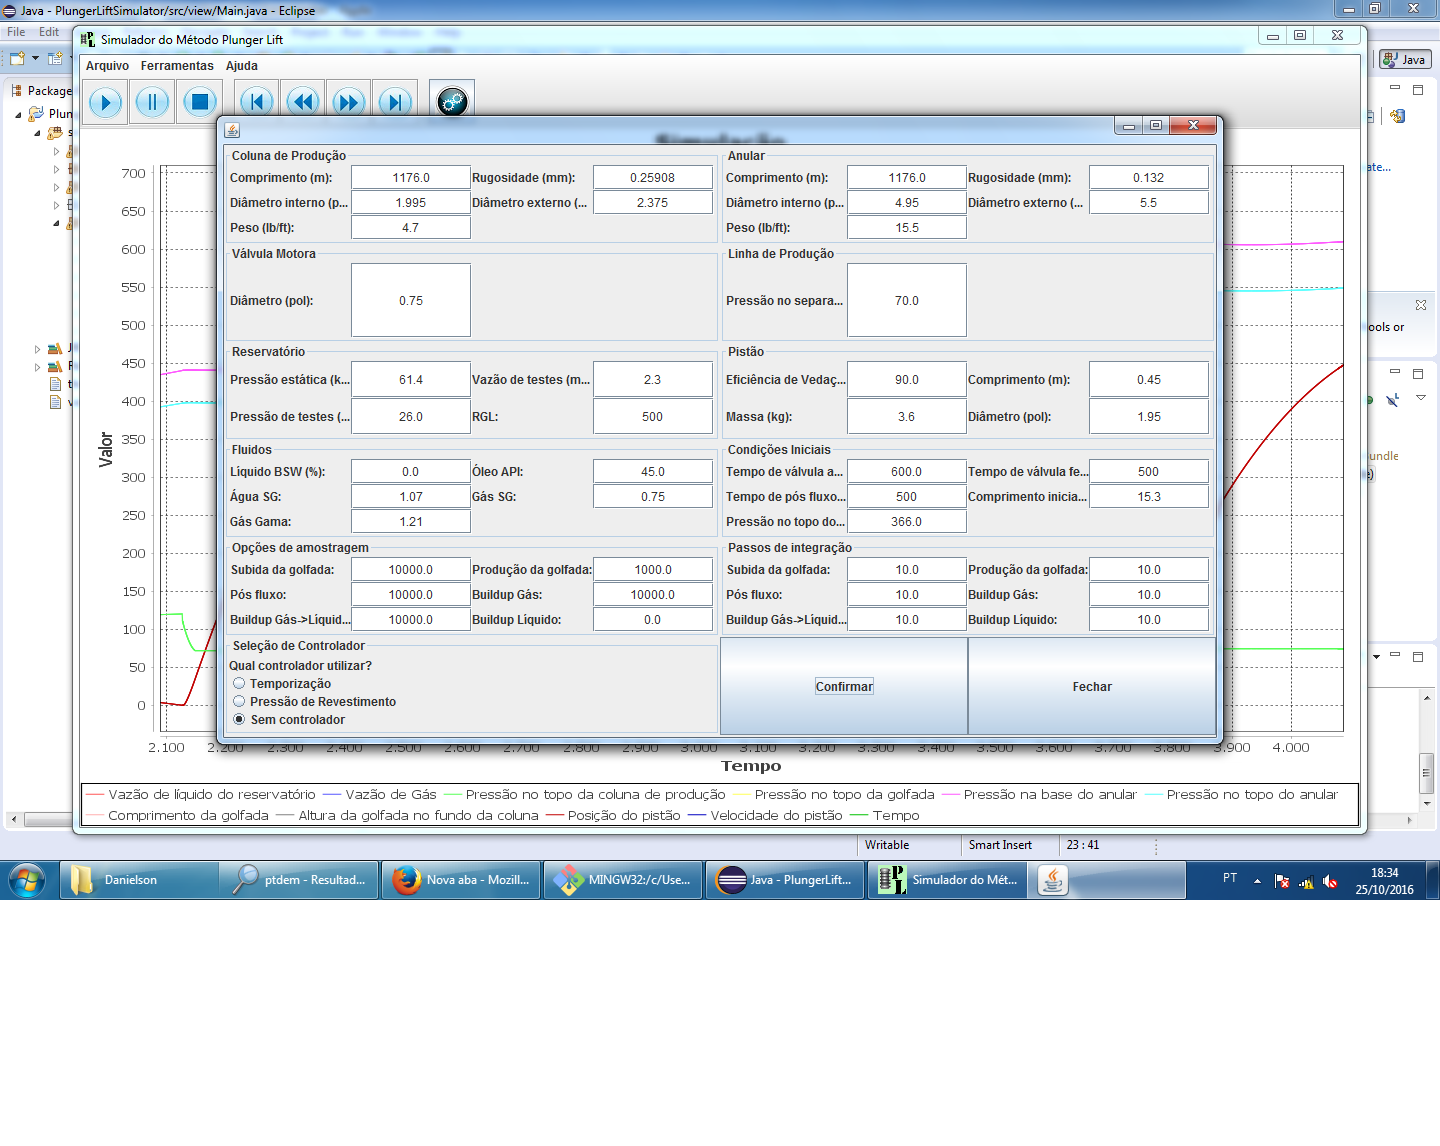 Java - PlungerLiftSimulator/src/view/Main.java - Eclipse
File Edit
Simulador do Método Plunger Lift
Arquivo Ferramentas Ajuda
Java
Package
Plun
Simulação
ate...
ools or
undle
Valor
700
650
600
550
500
450
400
350
300
250
200
150
100
50
0
Coluna de Produção
Comprimento (m): 1176.0 Rugosidade (mm): 0.25908
Diâmetro interno (p... 1.995 Diâmetro externo (... 2.375
Peso (lb/ft): 4.7
Anular
Comprimento (m): 1176.0 Rugosidade (mm): 0.132
Diâmetro interno (p... 4.95 Diâmetro externo (... 5.5
Peso (lb/ft): 15.5
Válvula Motora
Diâmetro (pol): 0.75
Linha de Produção
Pressão no separa... 70.0
Reservatório
Pressão estática (k... 61.4 Vazão de testes (m... 2.3
Pressão de testes (... 26.0 RGL: 500
Pistão
Eficiência de Vedaç... 90.0 Comprimento (m): 0.45
Massa (kg): 3.6 Diâmetro (pol): 1.95
Fluidos
Líquido BSW (%): 0.0 Óleo API: 45.0
Água SG: 1.07 Gás SG: 0.75
Gás Gama: 1.21
Condições Iniciais
Tempo de válvula a... 600.0 Tempo de válvula fe... 500
Tempo de pós fluxo... 500 Comprimento inicia... 15.3
Pressão no topo do... 366.0
Opções de amostragem
Subida da golfada: 10000.0 Produção da golfada: 1000.0
Pós fluxo: 10000.0 Buildup Gás: 10000.0
Buildup Gás->Líquid... 10000.0 Buildup Líquido: 0.0
Passos de integração
Subida da golfada: 10.0 Produção da golfada: 10.0
Pós fluxo: 10.0 Buildup Gás: 10.0
Buildup Gás->Líquid... 10.0 Buildup Líquido: 10.0
Seleção de Controlador
Qual controlador utilizar?
Temporização
Pressão de Revestimento
Sem controlador
Confirmar Fechar
2.100 2.200 2.300 2.400 2.500 2.600 2.700 2.800 2.900 3.000 3.100 3.200 3.300 3.400 3.500 3.600 3.700 3.800 3.900 4.000
Tempo
Vazão de líquido do reservatório Vazão de Gás Pressão no topo da coluna de produção Pressão no topo da golfada Pressão na base do anular Pressão no topo do anular
Comprimento da golfada Altura da golfada no fundo da coluna Posição do pistão Velocidade do pistão Tempo
Writable Smart Insert 23 : 41
Danielson ptdem - Resultad... Nova aba - Mozill... MINGW32:/c/Use... Java - PlungerLift... Simulador do Mét... PT 18:34
25/10/2016